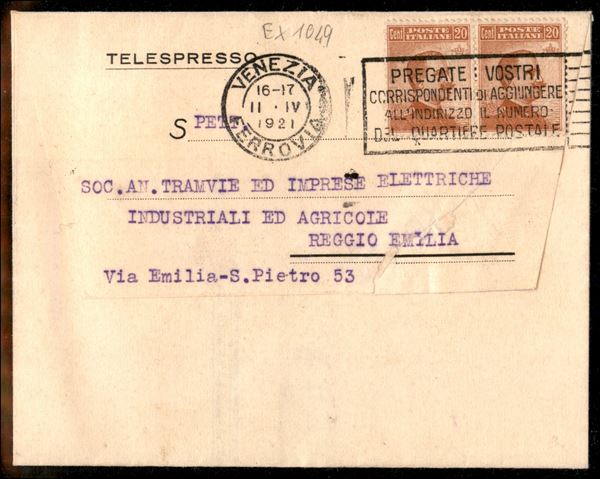 EX 1049
Cent POSTE ITALIANE 20
Cent POSTE ITALIANE 20
TELESPRESSO
VENEZIA
16-17
11·IV
1921
FERROVIA
PREGATE I VOSTRI
CORRISPONDENTI DI AGGIUNGERE
ALL'INDIRIZZO IL NUMERO
DEL QUARTIERE POSTALE
SPETT
SOC.AN.TRAMVIE ED IMPRESE ELETTRICHE
INDUSTRIALI ED AGRICOLE
REGGIO EMILIA
Via Emilia-S.Pietro 53